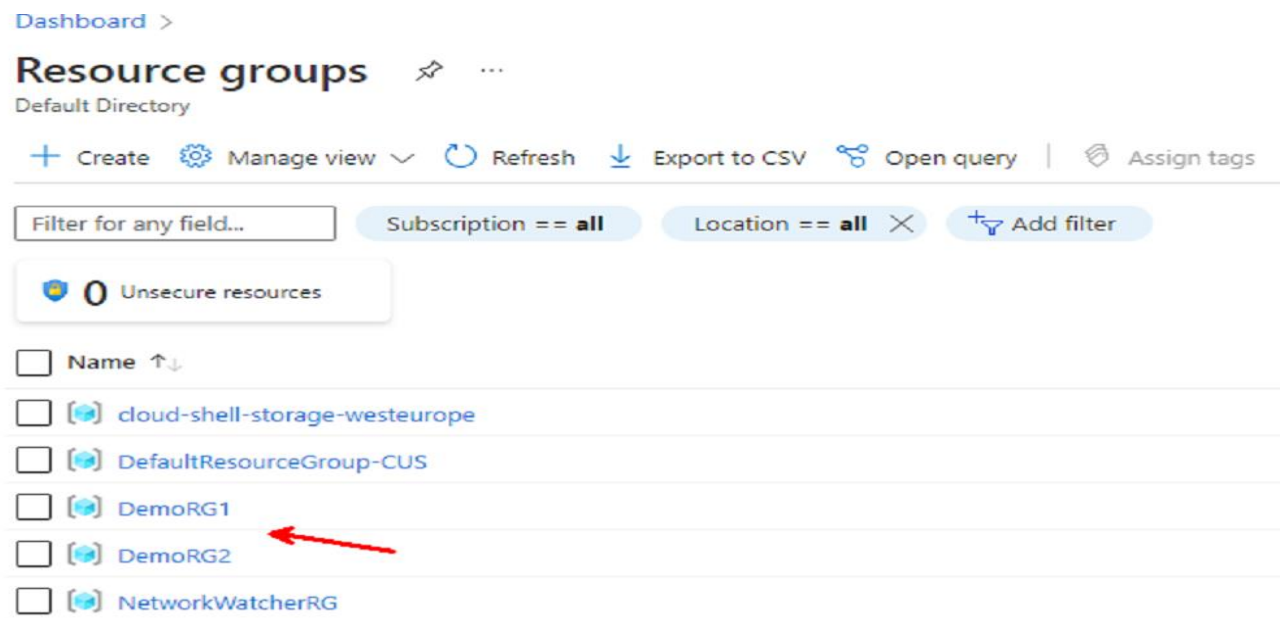 Dashboard >
Resource groups ...
Default Directory
+ Create Manage view Refresh Export to CSV Open query | Assign tags
Filter for any field... Subscription == all Location == all Add filter
0 Unsecure resources
Name ↑↓
cloud-shell-storage-westeurope
DefaultResourceGroup-CUS
DemoRG1
DemoRG2
NetworkWatcherRG